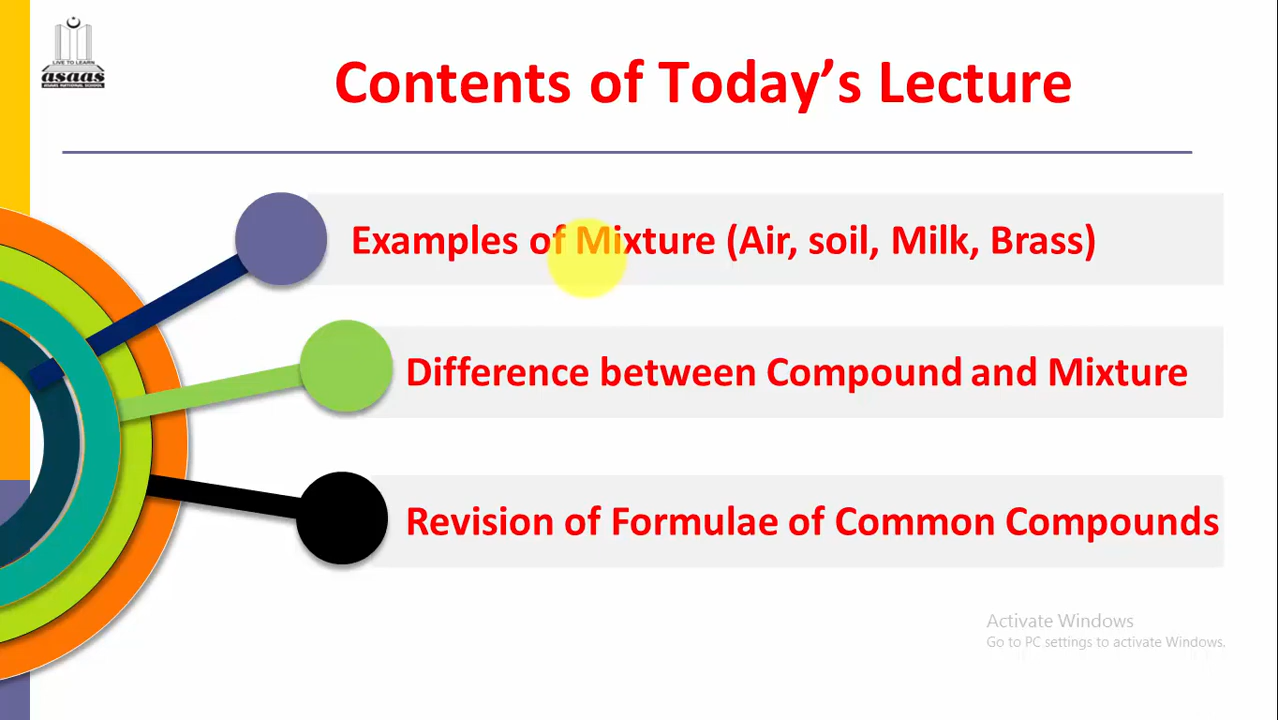 LIVE TO LEARN
asaas
Contents of Today’s Lecture
Examples of Mixture (Air, soil, Milk, Brass)
Difference between Compound and Mixture
Revision of Formulae of Common Compounds
Activate Windows
Go to PC settings to activate Windows.